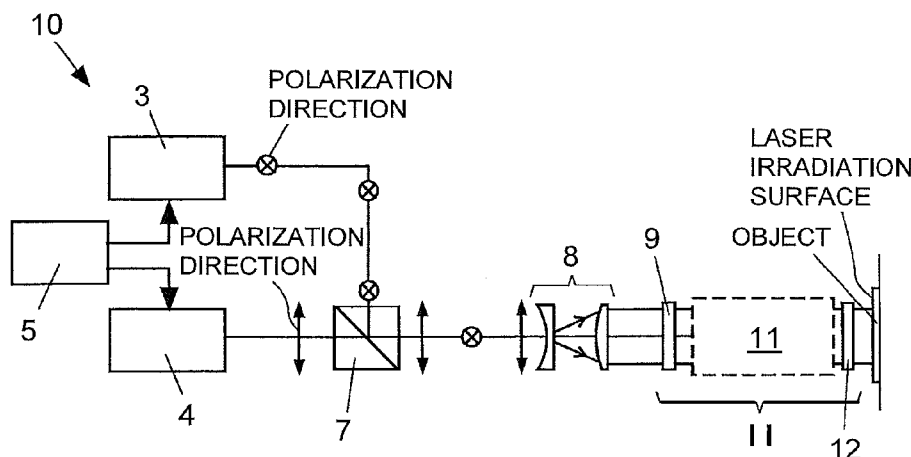 10
3
POLARIZATION
DIRECTION
LASER
IRRADIATION
SURFACE
OBJECT
POLARIZATION
DIRECTION
8
9
5
11
4
7
11
12